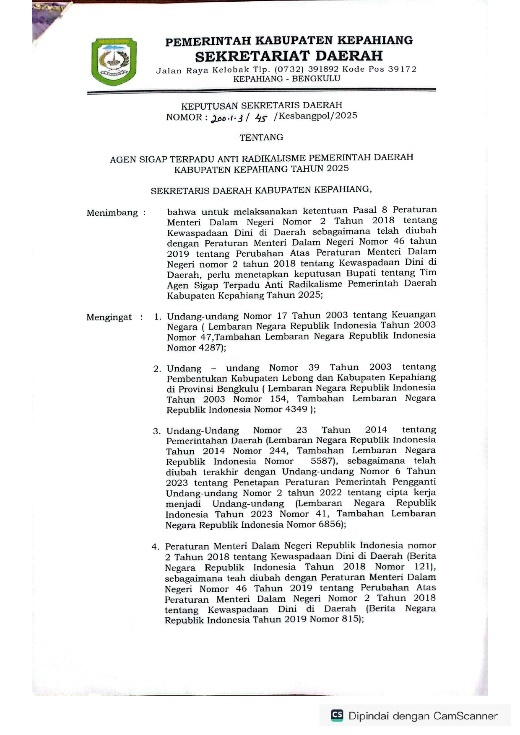 PEMERINTAH KABUPATEN KEPAHIANG
SEKRETARIAT DAERAH
Jalan Raya Kelobak Tlp. (0732) 391892 Kode Pos 39172
KEPAHIANG - BENGKULU
KEPUTUSAN SEKRETARIS DAERAH
NOMOR : 200.1.3 / 45 /Kesbangpol/2025
TENTANG
AGEN SIGAP TERPADU ANTI RADIKALISME PEMERINTAH DAERAH
KABUPATEN KEPAHIANG TAHUN 2025
SEKRETARIS DAERAH KABUPATEN KEPAHIANG,
Menimbang : bahwa untuk melaksanakan ketentuan Pasal 8 Peraturan
Menteri Dalam Negeri Nomor 2 Tahun 2018 tentang
Kewaspadaan Dini di Daerah sebagaimana telah diubah
dengan Peraturan Menteri Dalam Negeri Nomor 46 tahun
2019 tentang Perubahan Atas Peraturan Menteri Dalam
Negeri nomor 2 tahun 2018 tentang Kewaspadaan Dini di
Daerah, perlu menetapkan keputusan Bupati tentang Tim
Agen Sigap Terpadu Anti Radikalisme Pemerintah Daerah
Kabupaten Kepahiang Tahun 2025;
Mengingat : 1. Undang-undang Nomor 17 Tahun 2003 tentang Keuangan
Negara ( Lembaran Negara Republik Indonesia Tahun 2003
Nomor 47,Tambahan Lembaran Negara Republik Indonesia
Nomor 4287);
2. Undang – undang Nomor 39 Tahun 2003 tentang
Pembentukan Kabupaten Lebong dan Kabupaten Kepahiang
di Provinsi Bengkulu ( Lembaran Negara Republik Indonesia
Tahun 2003 Nomor 154, Tambahan Lembaran Negara
Republik Indonesia Nomor 4349 );
3. Undang-Undang Nomor 23 Tahun 2014 tentang
Pemerintahan Daerah (Lembaran Negara Republik Indonesia
Tahun 2014 Nomor 244, Tambahan Lembaran Negara
Republik Indonesia Nomor 5587), sebagaimana telah
diubah terakhir dengan Undang-undang Nomor 6 Tahun
2023 tentang Penetapan Peraturan Pemerintah Pengganti
Undang-undang Nomor 2 tahun 2022 tentang cipta kerja
menjadi Undang-undang (Lembaran Negara Republik
Indonesia Tahun 2023 Nomor 41, Tambahan Lembaran
Negara Republik Indonesia Nomor 6856);
4. Peraturan Menteri Dalam Negeri Republik Indonesia nomor
2 Tahun 2018 tentang Kewaspadaan Dini di Daerah (Berita
Negara Republik Indonesia Tahun 2018 Nomor 121),
sebagaimana teah diubah dengan Peraturan Menteri Dalam
Negeri Nomor 46 Tahun 2019 tentang Perubahan Atas
Peraturan Menteri Dalam Negeri Nomor 2 Tahun 2018
tentang Kewaspadaan Dini di Daerah (Berita Negara
Republik Indonesia Tahun 2019 Nomor 815);
CS Dipindai dengan CamScanner